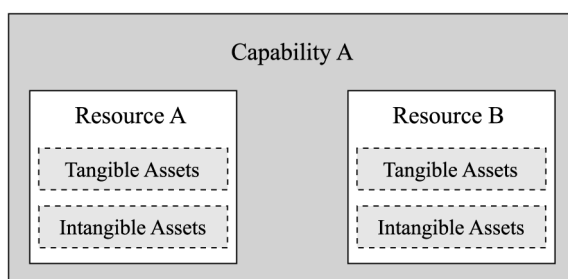 Capability A
Resource A
Tangible Assets
Intangible Assets
Resource B
Tangible Assets
Intangible Assets